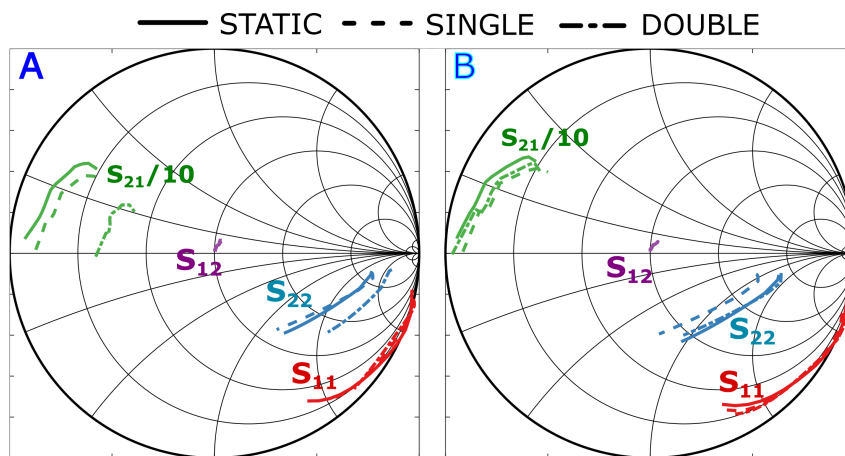 STATIC SINGLE DOUBLE
A
S₂₁/10
S₁₂
S₂₂
S₁₁
B
S₂₁/10
S₁₂
S₂₂
S₁₁